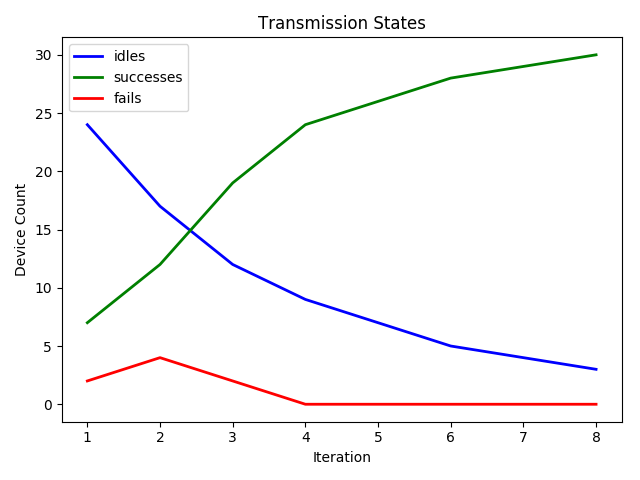 Transmission States
idles
successes
fails
Device Count
30
25
20
15
10
5
0
1 2 3 4 5 6 7 8
Iteration